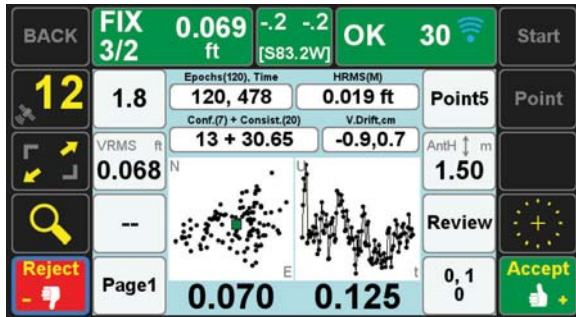 BACK
FIX
3/2
0.069
ft
-.2 -.2
[S83.2W]
OK
30
Start
12
1.8
Epochs(120), Time
120, 478
HRMS(M)
0.019 ft
Point5
Point
Conf.(7) + Consist.(20)
13 + 30.65
V.Drift,cm
-0.9,0.7
VRMS ft
0.068
AntH m
1.50
N
E
U
t
--
Review
Reject
-
Page1
0.070
0.125
0, 1
0
Accept
+